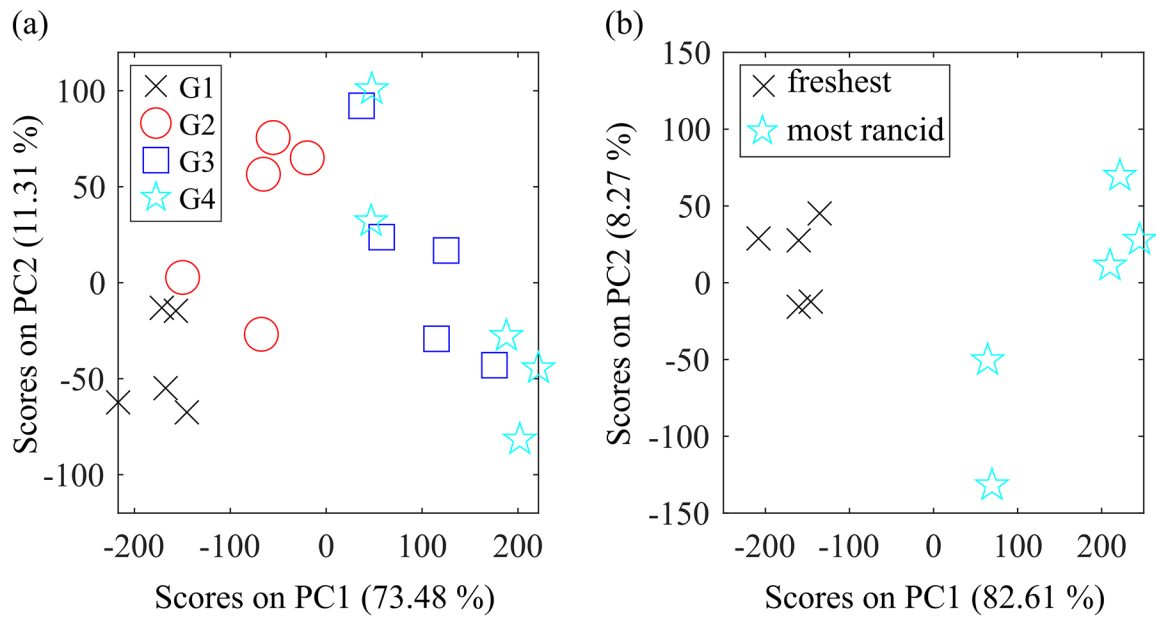 (a)
100
50
0
-50
-100
-200
-100
0
100
200
Scores on PC2 (11.31 %)
Scores on PC1 (73.48 %)
G1
G2
G3
G4
(b)
150
100
50
0
-50
-100
-150
-200
-100
0
100
200
Scores on PC2 (8.27 %)
Scores on PC1 (82.61 %)
freshest
most rancid